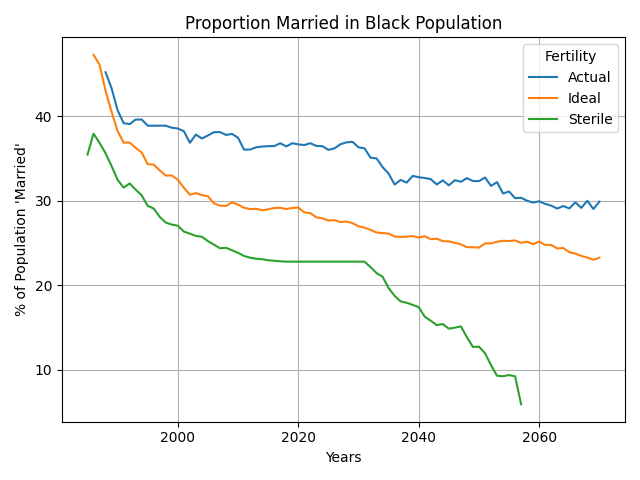 Proportion Married in Black Population
Fertility
Actual
Ideal
Sterile
% of Population 'Married'
40
30
20
10
2000 2020 2040 2060
Years